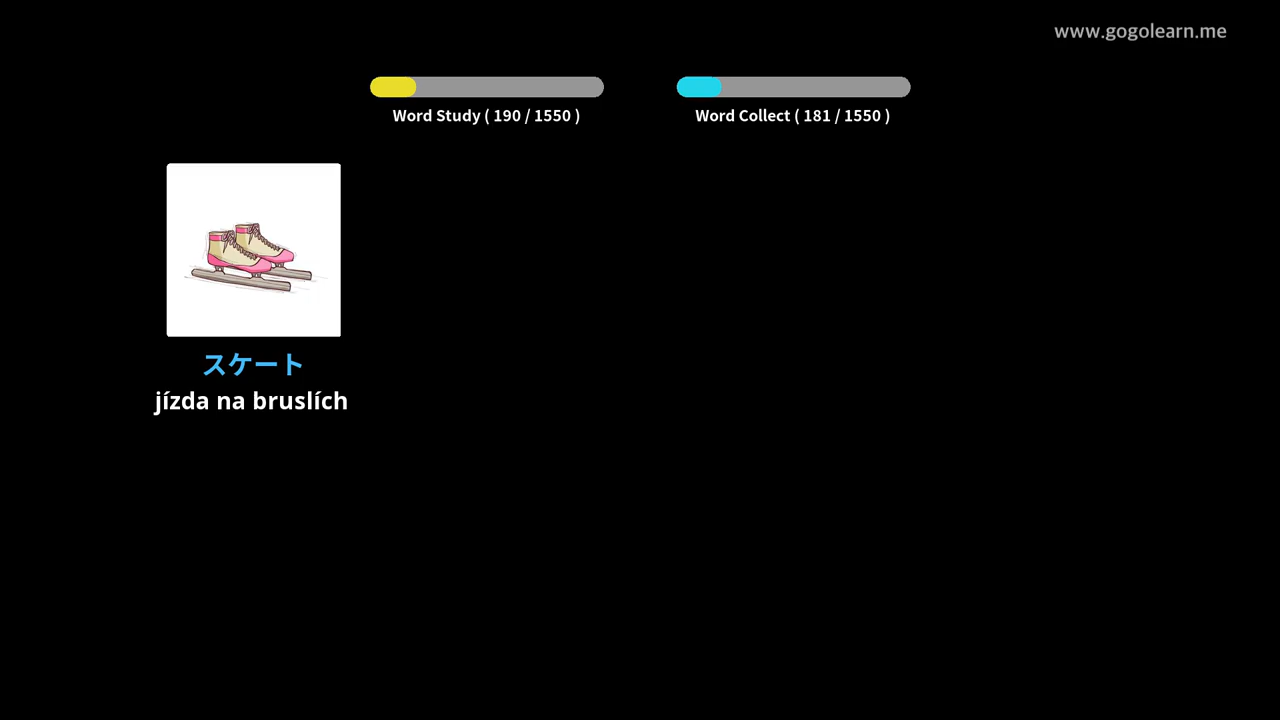 www.gogolearn.me
Word Study ( 190 / 1550 )
Word Collect ( 181 / 1550 )
スケート
jízda na bruslích